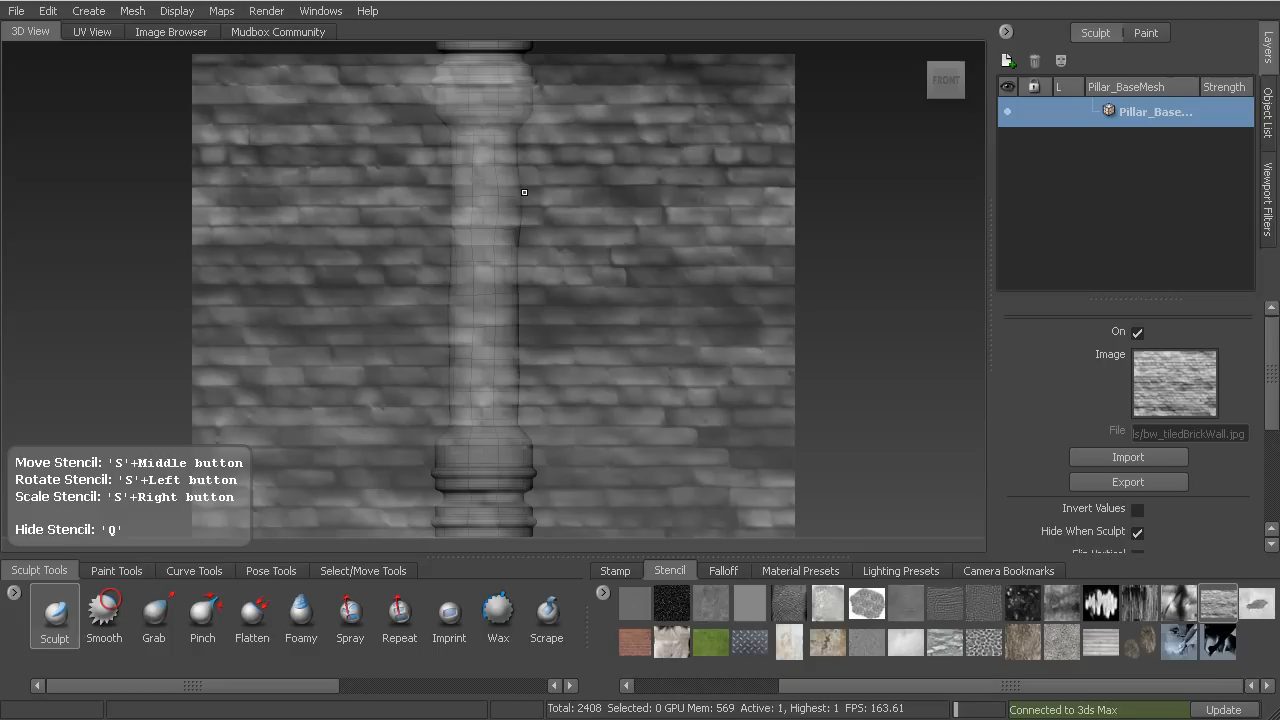 File Edit Create Mesh Display Maps Render Windows Help
3D View UV View Image Browser Mudbox Community
Sculpt Paint
Layers
Object List
Viewport Filters
L Pillar_BaseMesh Strength
Pillar_Base...
FRONT
On
Image
File ls/bw_tiledBrickWall.jpg
Import
Export
Invert Values
Hide When Sculpt
Flip Vertical
Move Stencil: 'S'+Middle button
Rotate Stencil: 'S'+Left button
Scale Stencil: 'S'+Right button
Hide Stencil: 'Q'
Sculpt Tools Paint Tools Curve Tools Pose Tools Select/Move Tools
Stamp Stencil Falloff Material Presets Lighting Presets Camera Bookmarks
Sculpt Smooth Grab Pinch Flatten Foamy Spray Repeat Imprint Wax Scrape
Total: 2408 Selected: 0 GPU Mem: 569 Active: 1, Highest: 1 FPS: 163.61
Connected to 3ds Max
Update